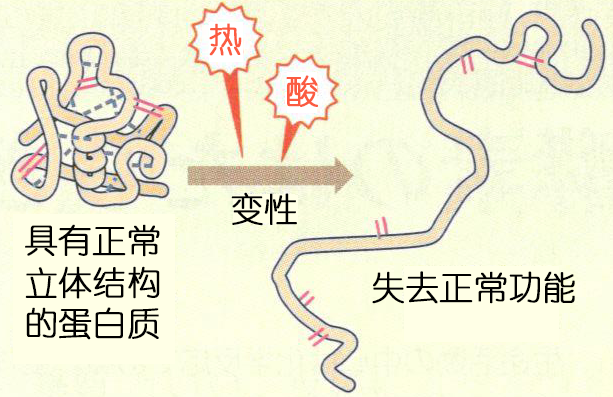 热
酸
变性
具有正常
立体结构
的蛋白质
失去正常功能